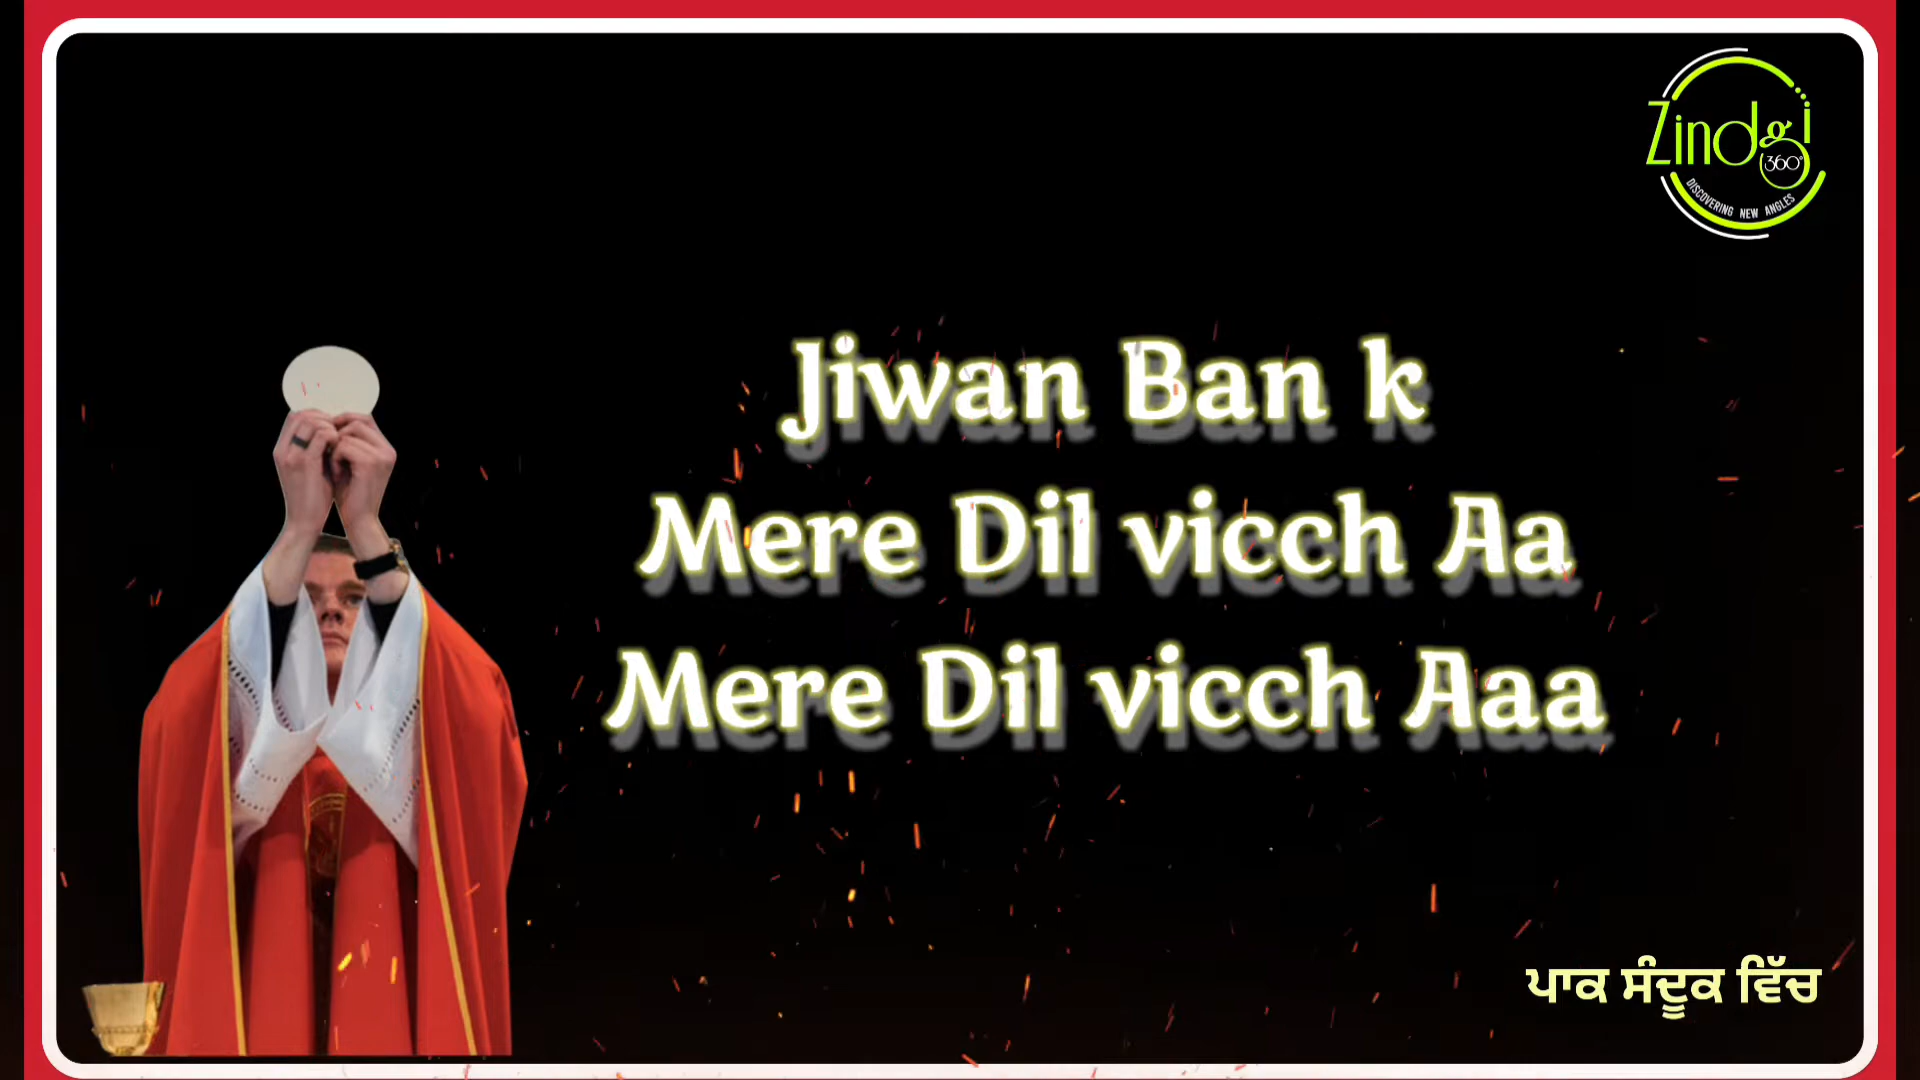 Zindgi
360°
DISCOVERING NEW ANGLES
Jiwan Ban k
Mere Dil vicch Aa
Mere Dil vicch Aaa
ਪਾਕ ਸੰਦੂਕ ਵਿੱਚ